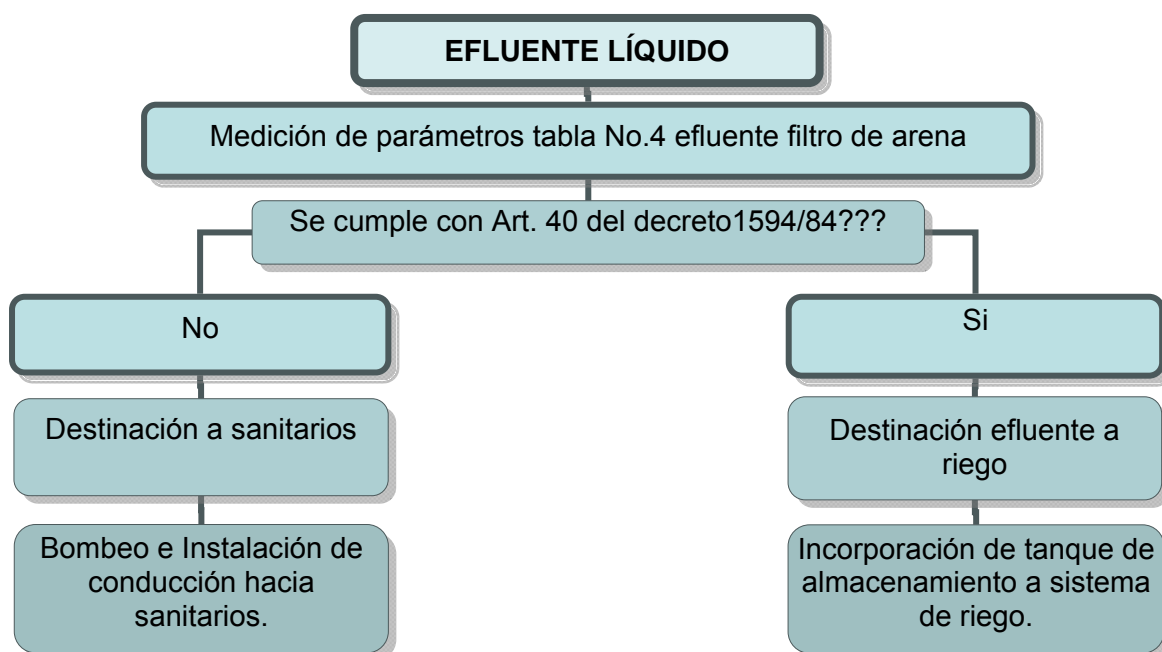 EFLUENTE LÍQUIDO
Medición de parámetros tabla No.4 efluente filtro de arena
Se cumple con Art. 40 del decreto1594/84???
No
Si
Destinación a sanitarios
Destinación efluente a
riego
Bombeo e Instalación de
conducción hacia
sanitarios.
Incorporación de tanque de
almacenamiento a sistema
de riego.